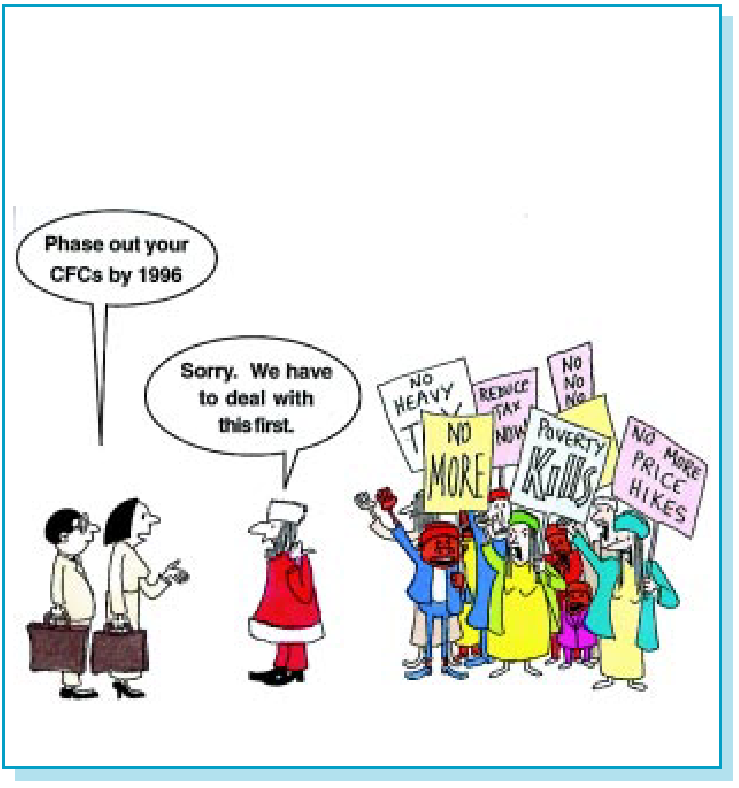 Phase out your
CFCs by 1996
Sorry. We have
to deal with
this first.
NO
HEAVY
REDUCE
TAX
NOW
NO
NO
NO
NO
MORE
POVERTY
Kills
NO MORE
PRICE
HIKES